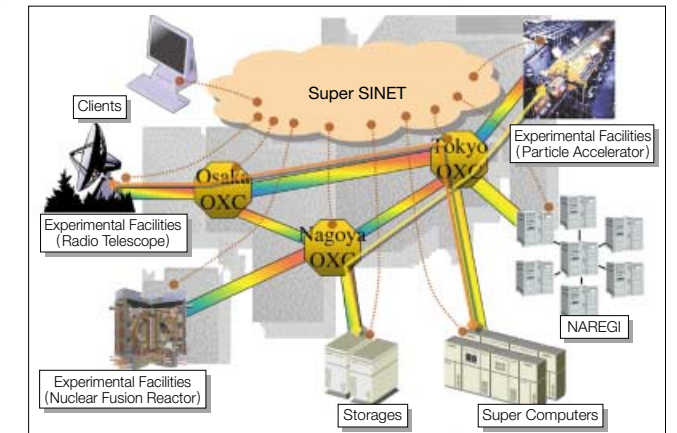 Super SINET
Clients
Experimental Facilities
(Particle Accelerator)
Tokyo
OXC
Osaka
OXC
Experimental Facilities
(Radio Telescope)
Nagoya
OXC
NAREGI
Experimental Facilities
(Nuclear Fusion Reactor)
Storages
Super Computers